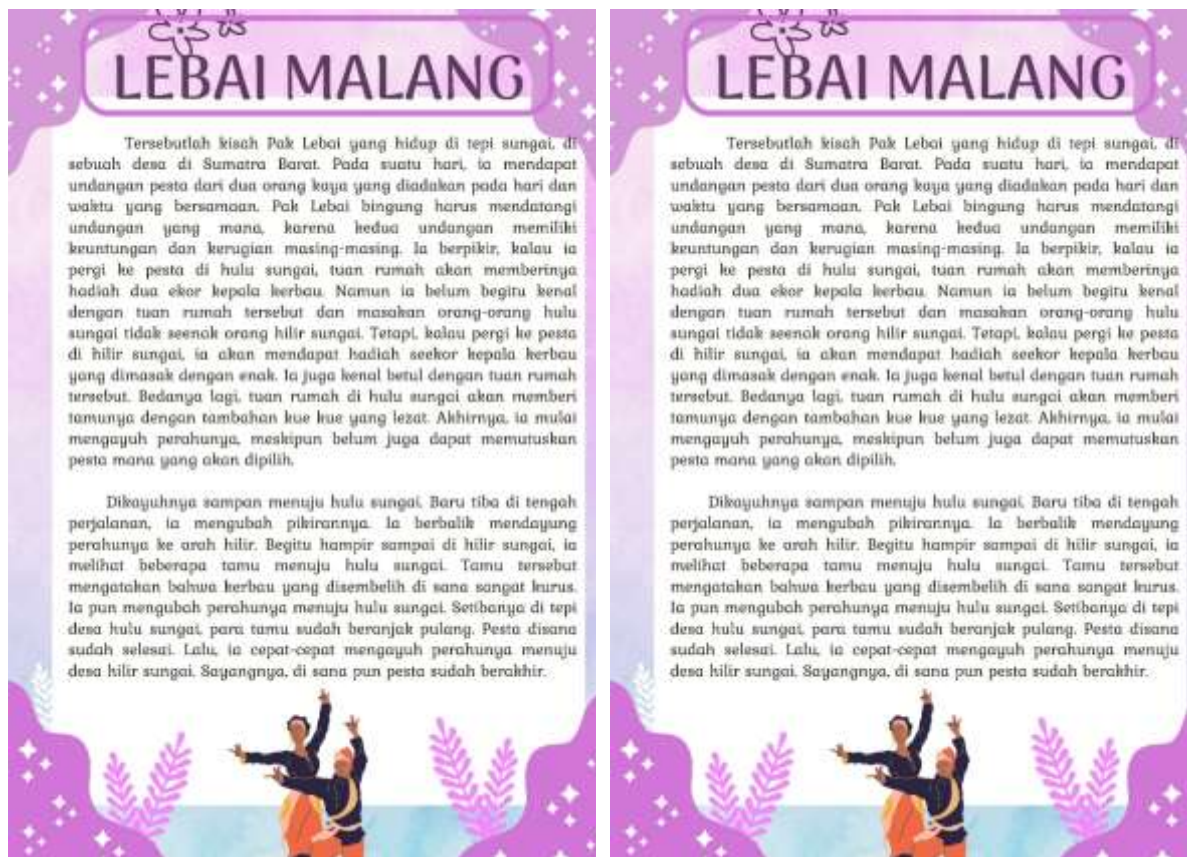 LEBAI MALANG
Tersebutlah kisah Pak Lebai yang hidup di tepi sungai, di
sebuah desa di Sumatra Barat. Pada suatu hari, ia mendapat
undangan pesta dari dua orang kaya yang diadakan pada hari dan
waktu yang bersamaan. Pak Lebai bingung harus mendatangi
undangan yang mana, karena kedua undangan memiliki
keuntungan dan kerugian masing-masing. Ia berpikir, kalau ia
pergi ke pesta di hulu sungai, tuan rumah akan memberinya
hadiah dua ekor kepala kerbau. Namun ia belum begitu kenal
dengan tuan rumah tersebut dan masakan orang-orang hulu
sungai tidak seenak orang hilir sungai. Tetapi, kalau pergi ke pesta
di hilir sungai, ia akan mendapat hadiah seekor kepala kerbau
yang dimasak dengan enak. Ia juga kenal betul dengan tuan rumah
tersebut. Bedanya lagi, tuan rumah di hulu sungai akan memberi
tamunya dengan tambahan kue kue yang lezat. Akhirnya, ia mulai
mengayuh perahunya, meskipun belum juga dapat memutuskan
pesta mana yang akan dipilih.
Dikayuhnya sampan menuju hulu sungai. Baru tiba di tengah
perjalanan, ia mengubah pikirannya. Ia berbalik mendayung
perahunya ke arah hilir. Begitu hampir sampai di hilir sungai, ia
melihat beberapa tamu menuju hulu sungai. Tamu tersebut
mengatakan bahwa kerbau yang disembelih di sana sangat kurus.
Ia pun mengubah perahunya menuju hulu sungai. Setibanya di tepi
desa hulu sungai, para tamu sudah beranjak pulang. Pesta disana
sudah selesai. Lalu, ia cepat-cepat mengayuh perahunya menuju
desa hilir sungai. Sayangnya, di sana pun pesta sudah berakhir.
LEBAI MALANG
Tersebutlah kisah Pak Lebai yang hidup di tepi sungai, di
sebuah desa di Sumatra Barat. Pada suatu hari, ia mendapat
undangan pesta dari dua orang kaya yang diadakan pada hari dan
waktu yang bersamaan. Pak Lebai bingung harus mendatangi
undangan yang mana, karena kedua undangan memiliki
keuntungan dan kerugian masing-masing. Ia berpikir, kalau ia
pergi ke pesta di hulu sungai, tuan rumah akan memberinya
hadiah dua ekor kepala kerbau. Namun ia belum begitu kenal
dengan tuan rumah tersebut dan masakan orang-orang hulu
sungai tidak seenak orang hilir sungai. Tetapi, kalau pergi ke pesta
di hilir sungai, ia akan mendapat hadiah seekor kepala kerbau
yang dimasak dengan enak. Ia juga kenal betul dengan tuan rumah
tersebut. Bedanya lagi, tuan rumah di hulu sungai akan memberi
tamunya dengan tambahan kue kue yang lezat. Akhirnya, ia mulai
mengayuh perahunya, meskipun belum juga dapat memutuskan
pesta mana yang akan dipilih.
Dikayuhnya sampan menuju hulu sungai. Baru tiba di tengah
perjalanan, ia mengubah pikirannya. Ia berbalik mendayung
perahunya ke arah hilir. Begitu hampir sampai di hilir sungai, ia
melihat beberapa tamu menuju hulu sungai. Tamu tersebut
mengatakan bahwa kerbau yang disembelih di sana sangat kurus.
Ia pun mengubah perahunya menuju hulu sungai. Setibanya di tepi
desa hulu sungai, para tamu sudah beranjak pulang. Pesta disana
sudah selesai. Lalu, ia cepat-cepat mengayuh perahunya menuju
desa hilir sungai. Sayangnya, di sana pun pesta sudah berakhir.